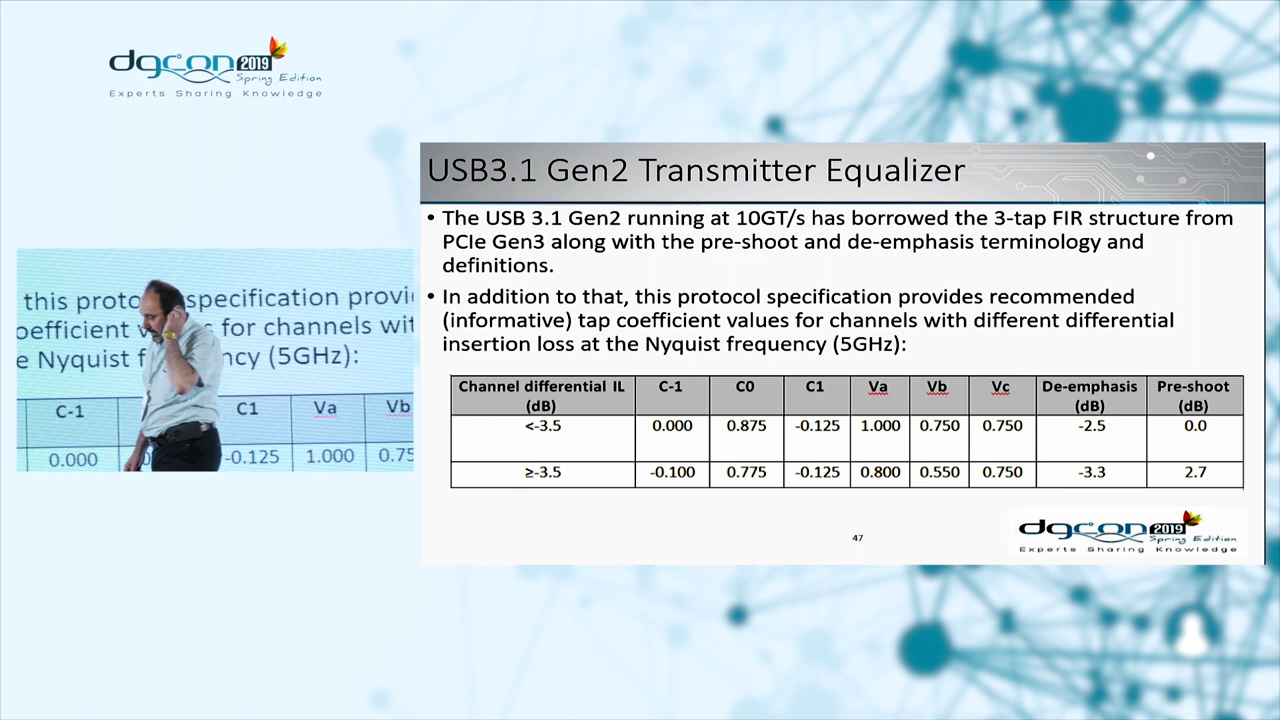 dgcon 2019
Spring Edition
Experts Sharing Knowledge
USB3.1 Gen2 Transmitter Equalizer
• The USB 3.1 Gen2 running at 10GT/s has borrowed the 3-tap FIR structure from
PCIe Gen3 along with the pre-shoot and de-emphasis terminology and
definitions.
• In addition to that, this protocol specification provides recommended
(informative) tap coefficient values for channels with different differential
insertion loss at the Nyquist frequency (5GHz):
Channel differential IL (dB) C-1 C0 C1 Va Vb Vc De-emphasis (dB) Pre-shoot (dB)
<-3.5 0.000 0.875 -0.125 1.000 0.750 0.750 -2.5 0.0
≥-3.5 -0.100 0.775 -0.125 0.800 0.550 0.750 -3.3 2.7
47
dgcon 2019
Spring Edition
Experts Sharing Knowledge
this proto specification provi
oefficient for channels wit
e Nyquist f ncy (5GHz):
C-1 C1 Va Vb
0.000 -0.125 1.000 0.75